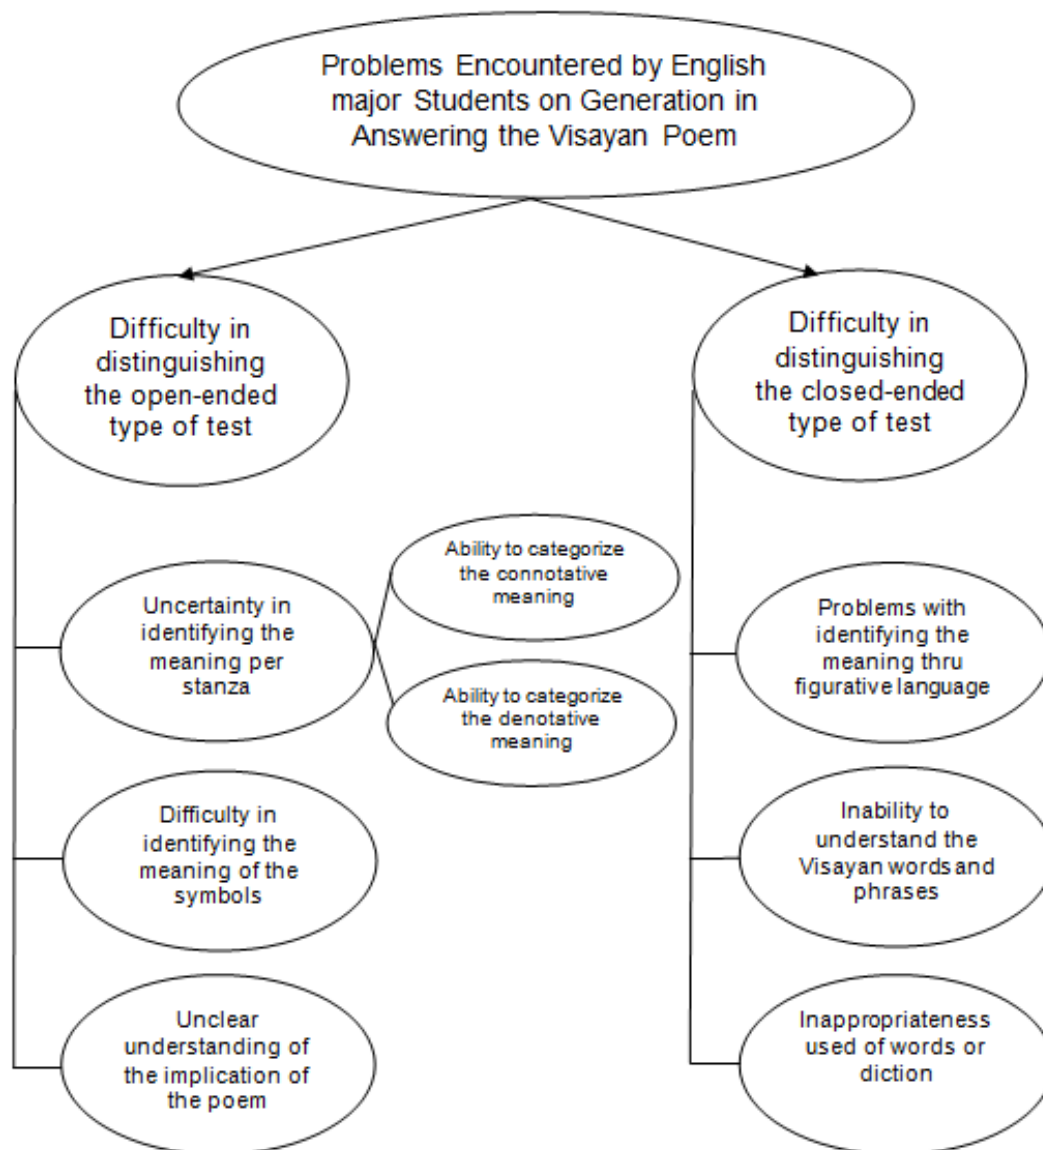 Problems Encountered by English
major Students on Generation in
Answering the Visayan Poem
Difficulty in
distinguishing
the open-ended
type of test
Difficulty in
distinguishing
the closed-ended
type of test
Uncertainty in
identifying the
meaning per
stanza
Ability to categorize
the connotative
meaning
Ability to categorize
the denotative
meaning
Difficulty in
identifying the
meaning of the
symbols
Unclear
understanding of
the implication of
the poem
Problems with
identifying the
meaning thru
figurative language
Inability to
understand the
Visayan words and
phrases
Inappropriateness
used of words or
diction